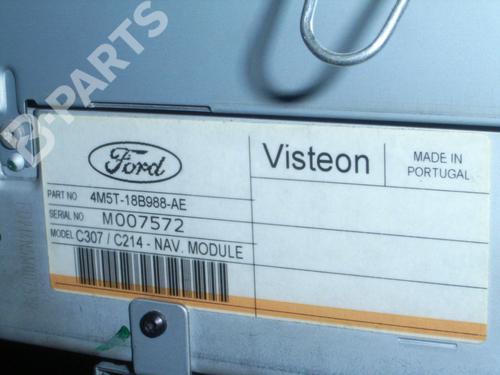 B-PARTS
Ford
Visteon
MADE IN
PORTUGAL
PART NO 4M5T-18B988-AE
SERIAL NO M007572
MODEL C307 / C214 - NAV. MODULE